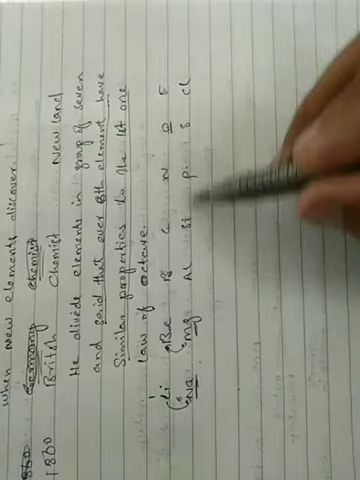 when new elements discover.
1860 Germany chemist
1860 British Chemist New land
He divide elements in group of seven
and said that ever 8th element have
Similar properties to the 1st one
law of octave.
Li Be B C N O F
Na Mg Al Si P. S Cl